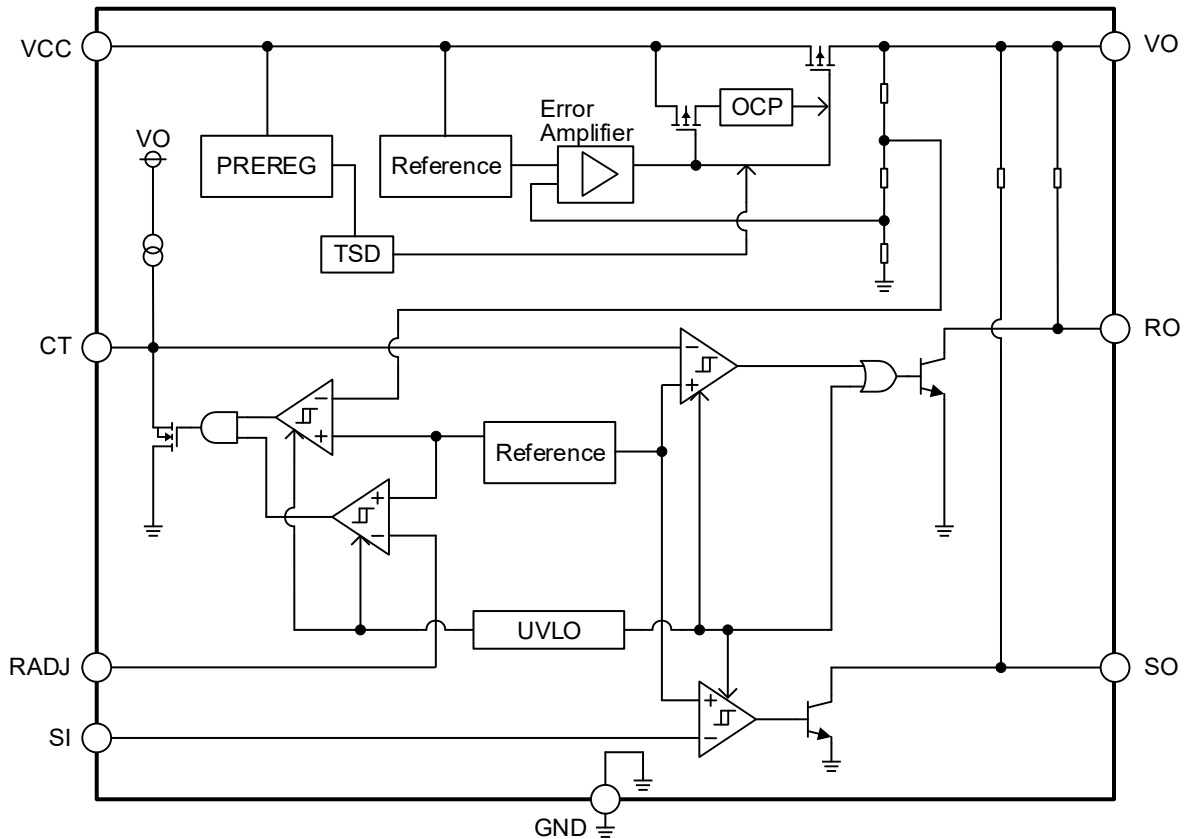 VCC
VO
OCP
Error
Amplifier
VO
PREREG
Reference
TSD
CT
RO
−
+
−
+
Reference
+
−
UVLO
RADJ
SO
+
−
SI
GND